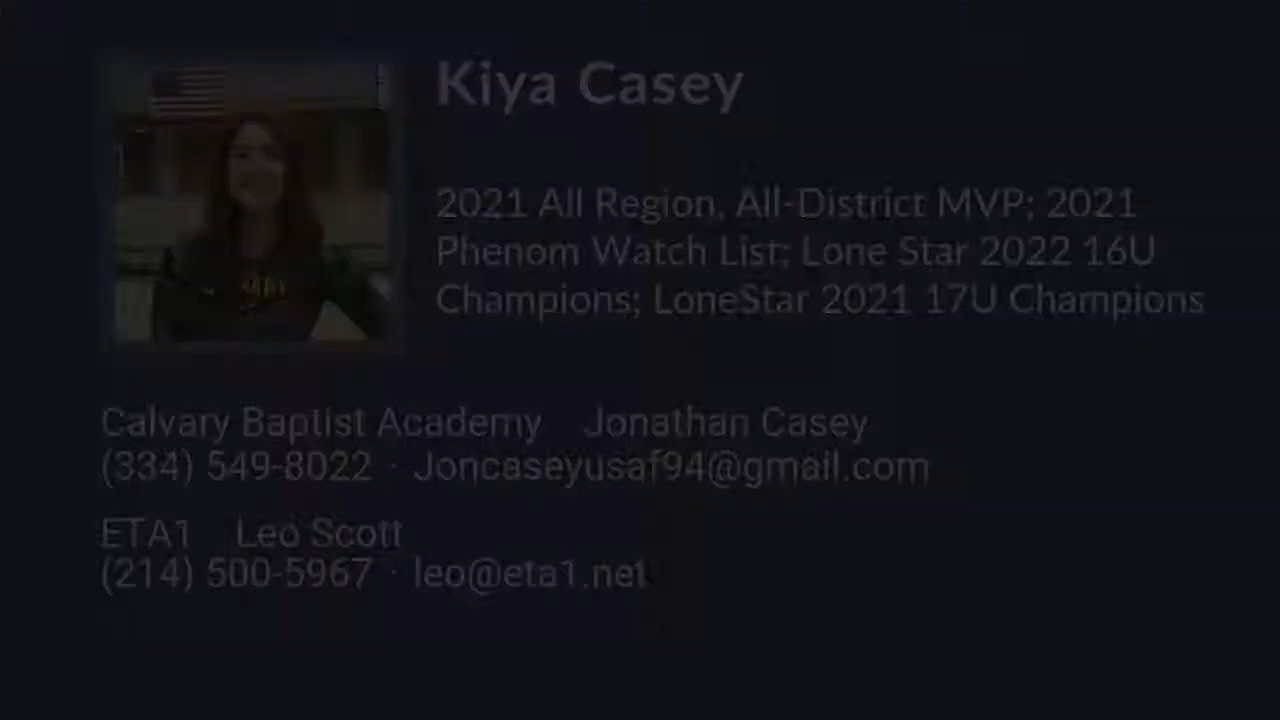 Kiya Casey
2021 All Region, All-District MVP; 2021
Phenom Watch List; Lone Star 2022 16U
Champions; LoneStar 2021 17U Champions
Calvary Baptist Academy Jonathan Casey
(334) 549-8022 · Joncaseyusaf94@gmail.com
ETA1 Leo Scott
(214) 500-5967 · leo@eta1.net